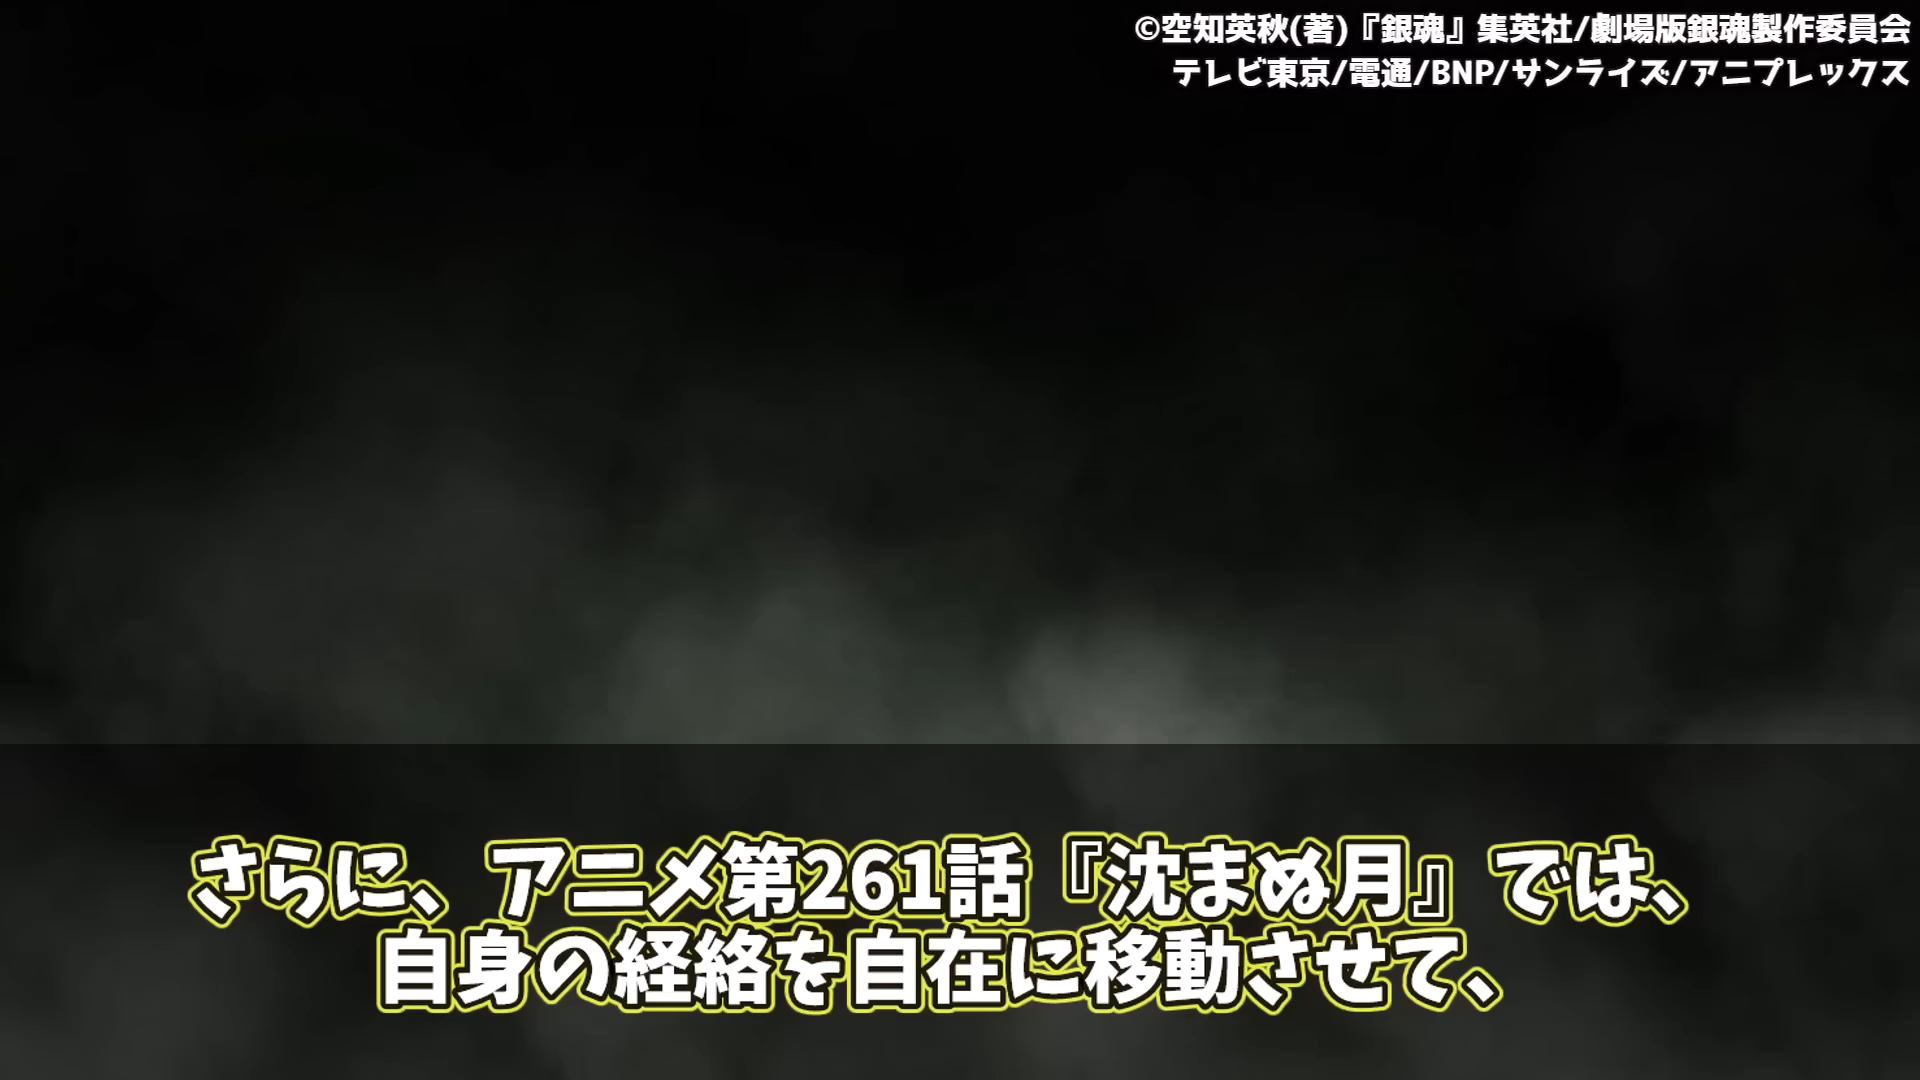 ©空知英秋(著)『銀魂』集英社/劇場版銀魂製作委員会
テレビ東京/電通/BNP/サンライズ/アニプレックス
さらに、アニメ第261話『沈まぬ月』では、
自身の経絡を自在に移動させて、